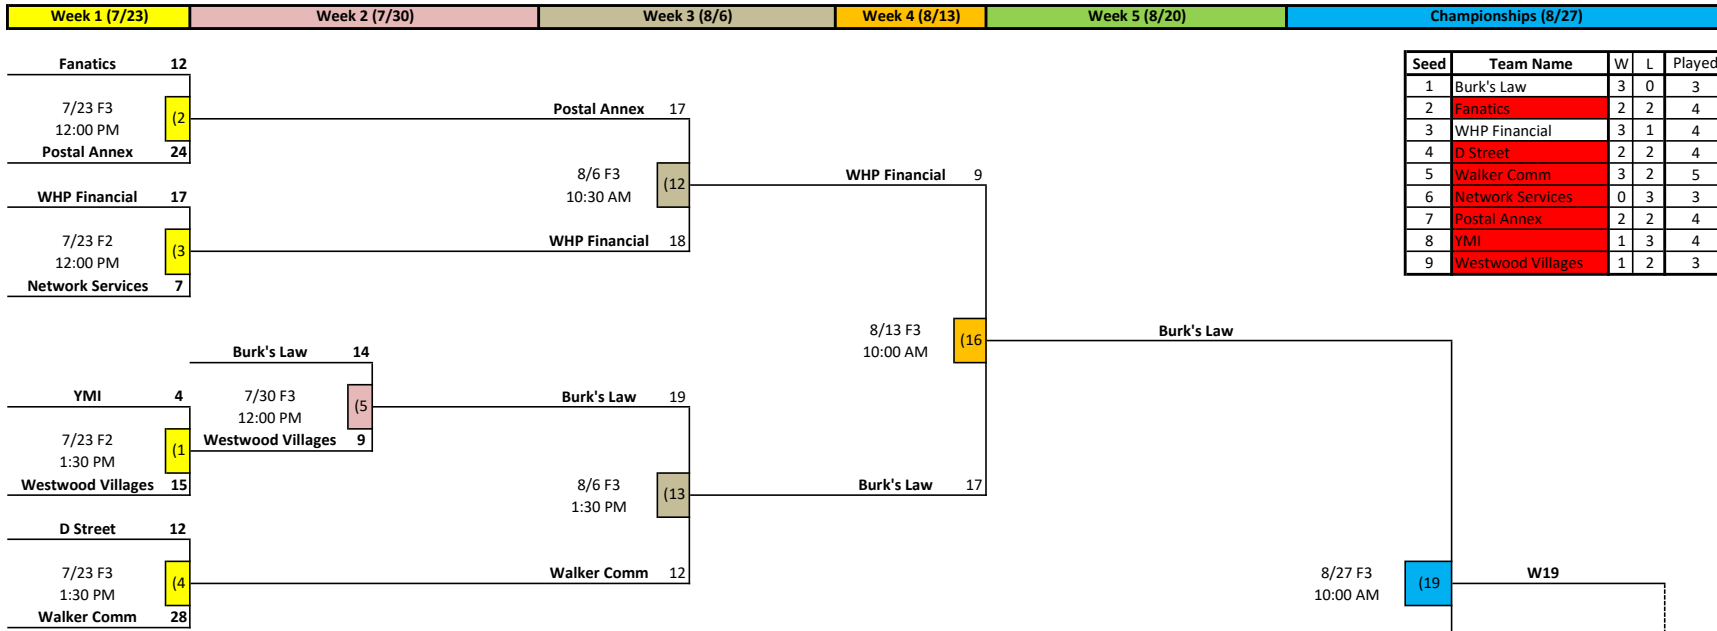 Week 1 (7/23) Week 2 (7/30) Week 3 (8/6) Week 4 (8/13) Week 5 (8/20) Championships (8/27)
Seed Team Name W L Played
1 Burk's Law 3 0 3
2 Fanatics 2 2 4
3 WHP Financial 3 1 4
4 D Street 2 2 4
5 Walker Comm 3 2 5
6 Network Services 0 3 3
7 Postal Annex 2 2 4
8 YMI 1 3 4
9 Westwood Villages 1 2 3
Fanatics 12
7/23 F3
12:00 PM
(2
Postal Annex 24
WHP Financial 17
7/23 F2
12:00 PM
(3
Network Services 7
YMI 4
7/23 F2
1:30 PM
(1
Westwood Villages 15
D Street 12
7/23 F3
1:30 PM
(4
Walker Comm 28
Burk's Law 14
7/30 F3
12:00 PM
(5
Westwood Villages 9
Postal Annex 17
8/6 F3
10:30 AM
(12
WHP Financial 18
Burk's Law 19
8/6 F3
1:30 PM
(13
Walker Comm 12
WHP Financial 9
8/13 F3
10:00 AM
(16
Burk's Law 17
Burk's Law
8/27 F3
10:00 AM
(19
W19